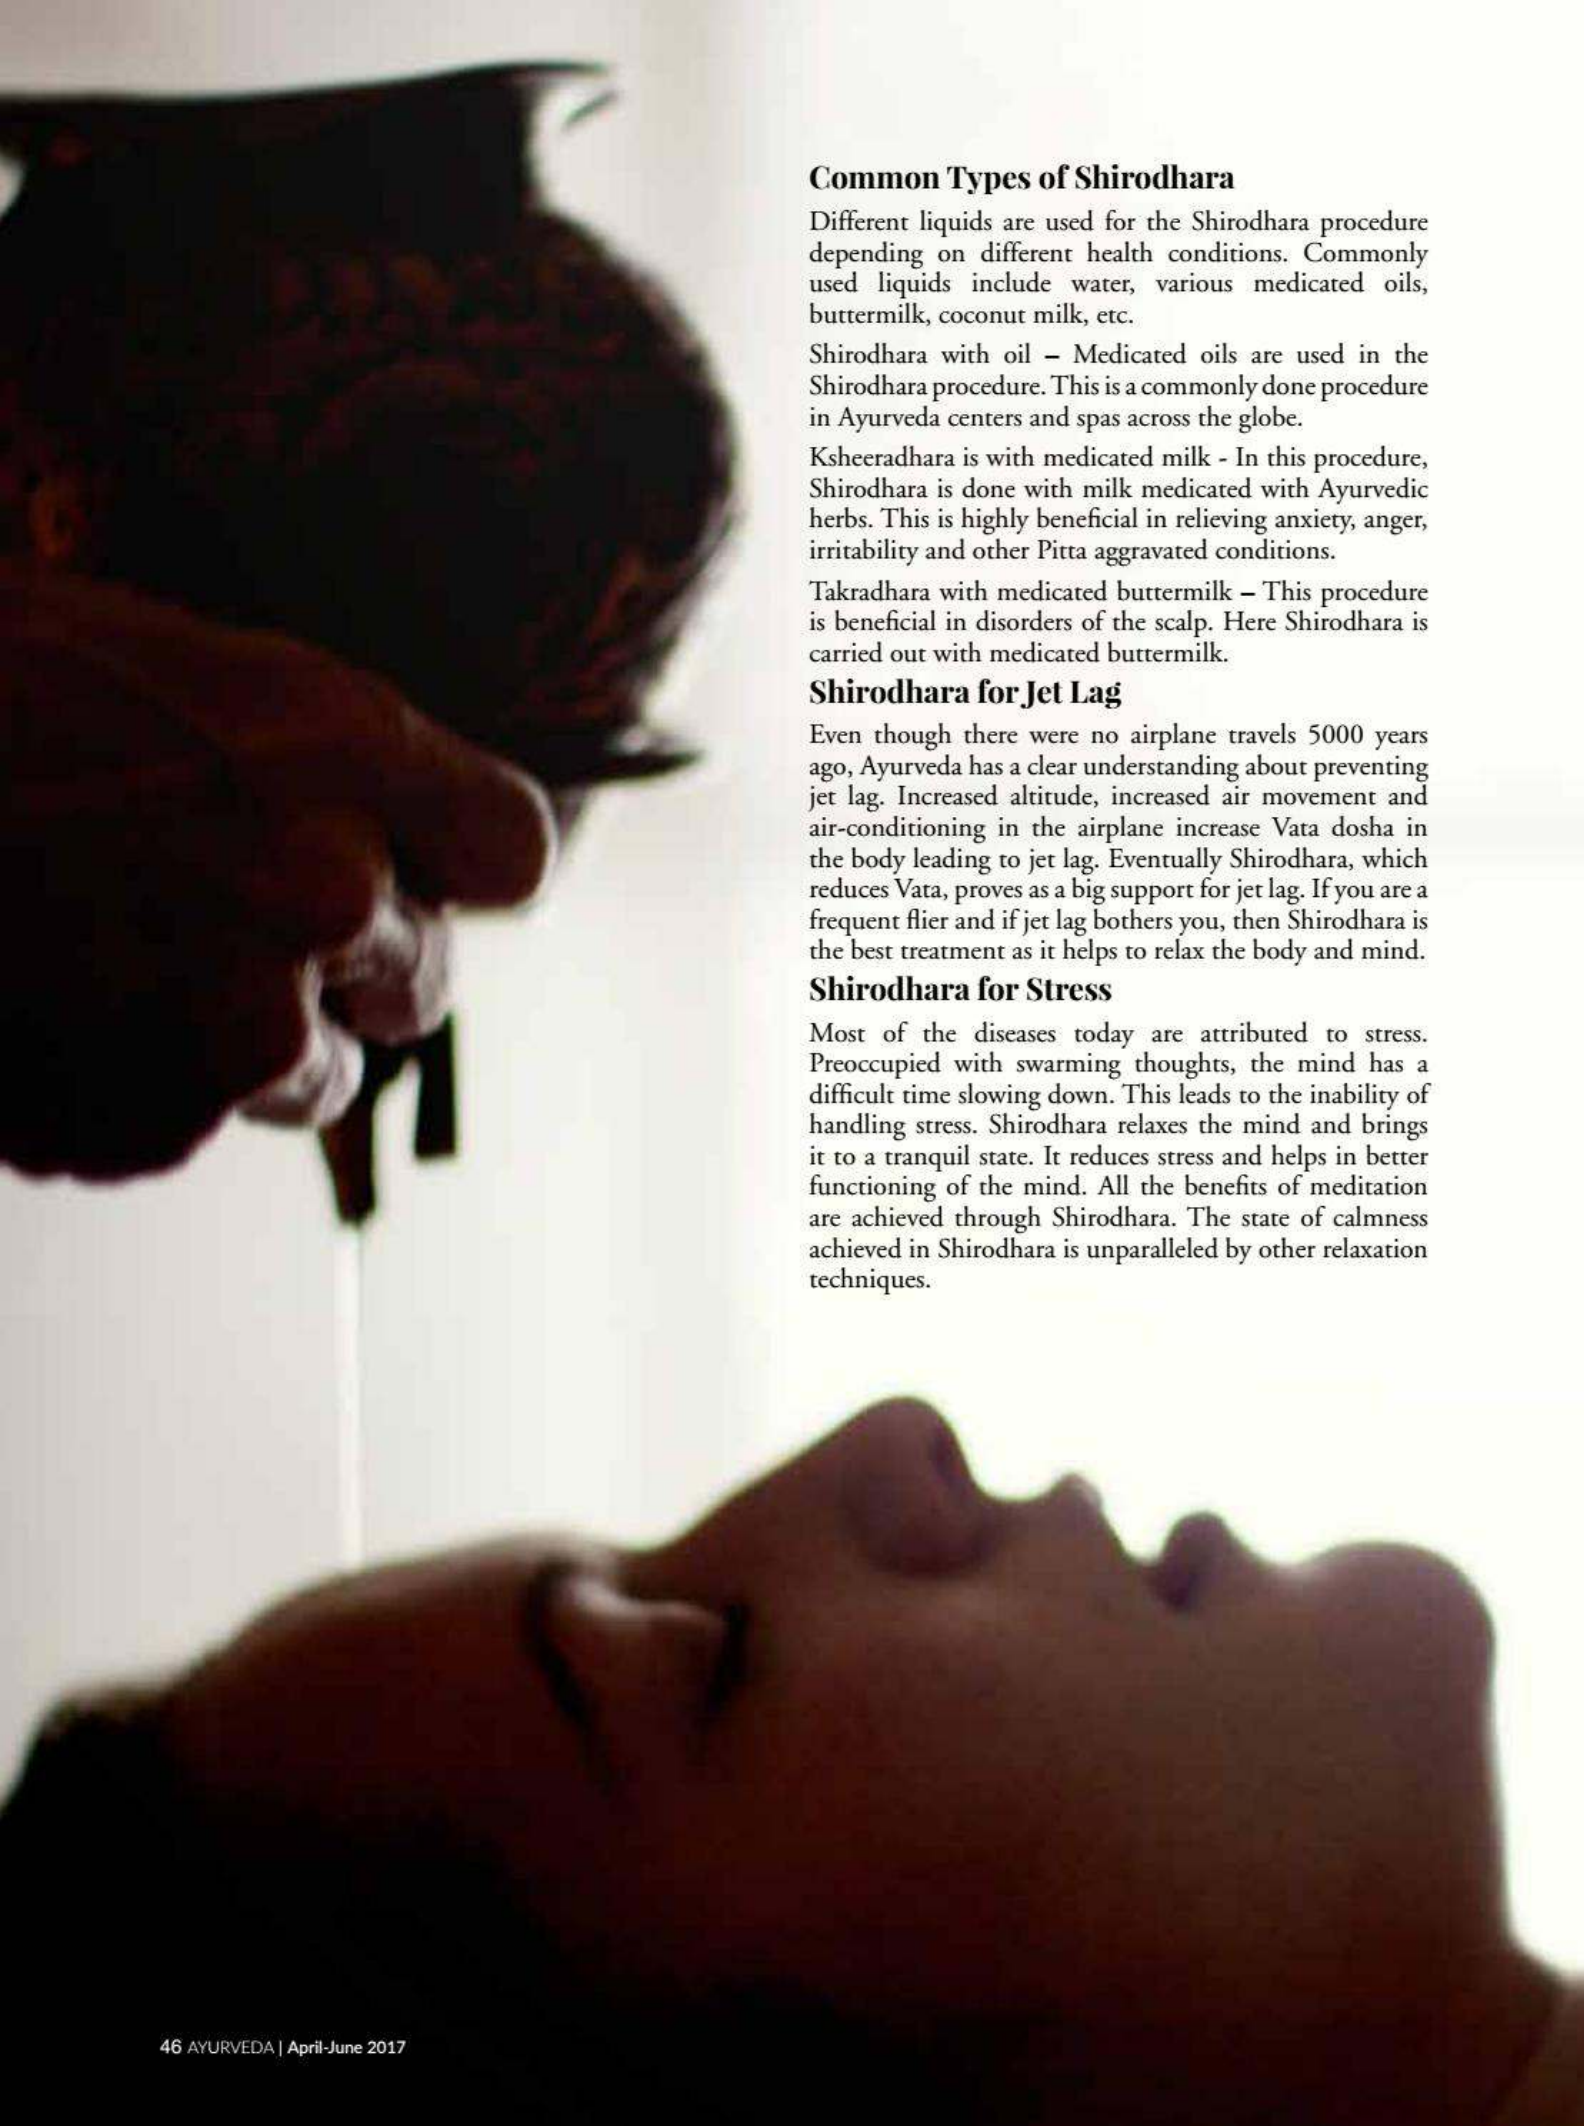 Common Types of Shirodhara
Different liquids are used for the Shirodhara procedure
depending on different health conditions. Commonly
used liquids include water, various medicated oils,
buttermilk, coconut milk, etc.
Shirodhara with oil – Medicated oils are used in the
Shirodhara procedure. This is a commonly done procedure
in Ayurveda centers and spas across the globe.
Ksheeradhara is with medicated milk - In this procedure,
Shirodhara is done with milk medicated with Ayurvedic
herbs. This is highly beneficial in relieving anxiety, anger,
irritability and other Pitta aggravated conditions.
Takradhara with medicated buttermilk – This procedure
is beneficial in disorders of the scalp. Here Shirodhara is
carried out with medicated buttermilk.
Shirodhara for Jet Lag
Even though there were no airplane travels 5000 years
ago, Ayurveda has a clear understanding about preventing
jet lag. Increased altitude, increased air movement and
air-conditioning in the airplane increase Vata dosha in
the body leading to jet lag. Eventually Shirodhara, which
reduces Vata, proves as a big support for jet lag. If you are a
frequent flier and if jet lag bothers you, then Shirodhara is
the best treatment as it helps to relax the body and mind.
Shirodhara for Stress
Most of the diseases today are attributed to stress.
Preoccupied with swarming thoughts, the mind has a
difficult time slowing down. This leads to the inability of
handling stress. Shirodhara relaxes the mind and brings
it to a tranquil state. It reduces stress and helps in better
functioning of the mind. All the benefits of meditation
are achieved through Shirodhara. The state of calmness
achieved in Shirodhara is unparalleled by other relaxation
techniques.
46 AYURVEDA | April-June 2017